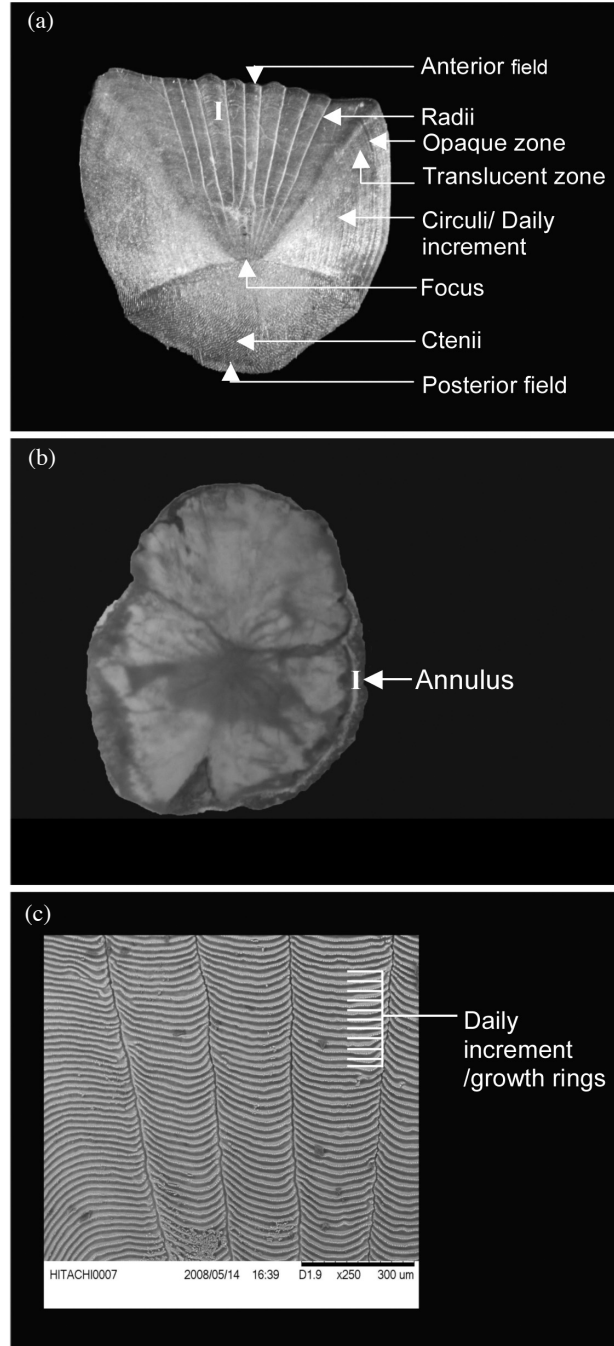 (a)
Anterior field
I
Radii
Opaque zone
Translucent zone
Circuli/ Daily
increment
Focus
Ctenii
Posterior field
(b)
I
Annulus
(c)
Daily
increment
/growth rings
HITACHI0007 2008/05/14 16:39 D1.9 x250 300 um